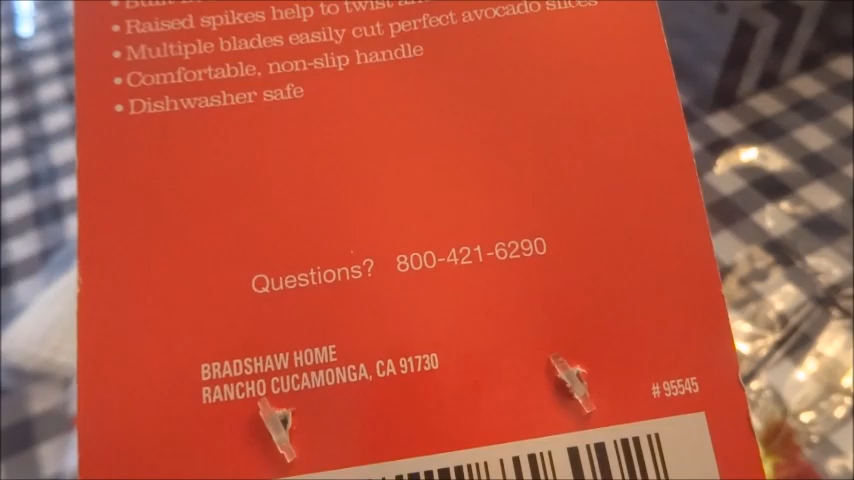 • Raised spikes help to twist
• Multiple blades easily cut perfect avocado slices
• Comfortable, non-slip handle
• Dishwasher safe
Questions? 800-421-6290
BRADSHAW HOME
RANCHO CUCAMONGA, CA 91730
# 95545